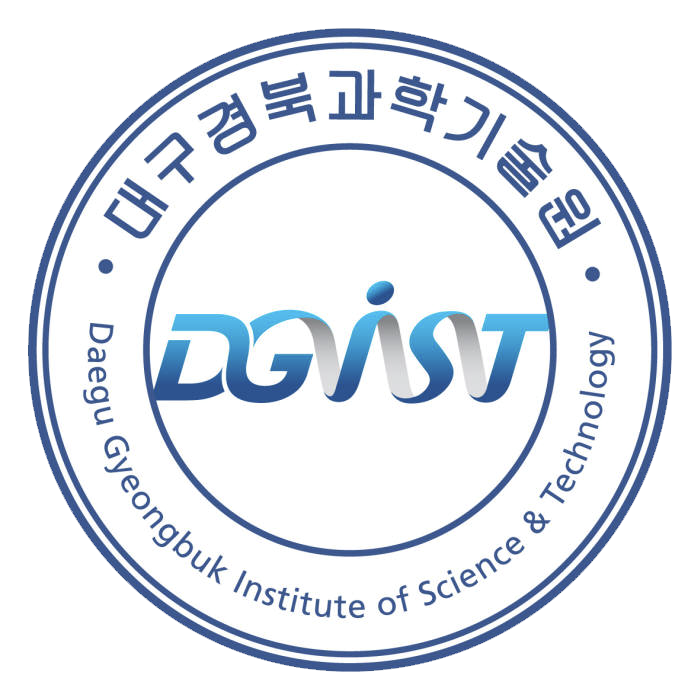 대구경북과학기술원
DGIST
Daegu Gyeongbuk Institute of Science & Technology